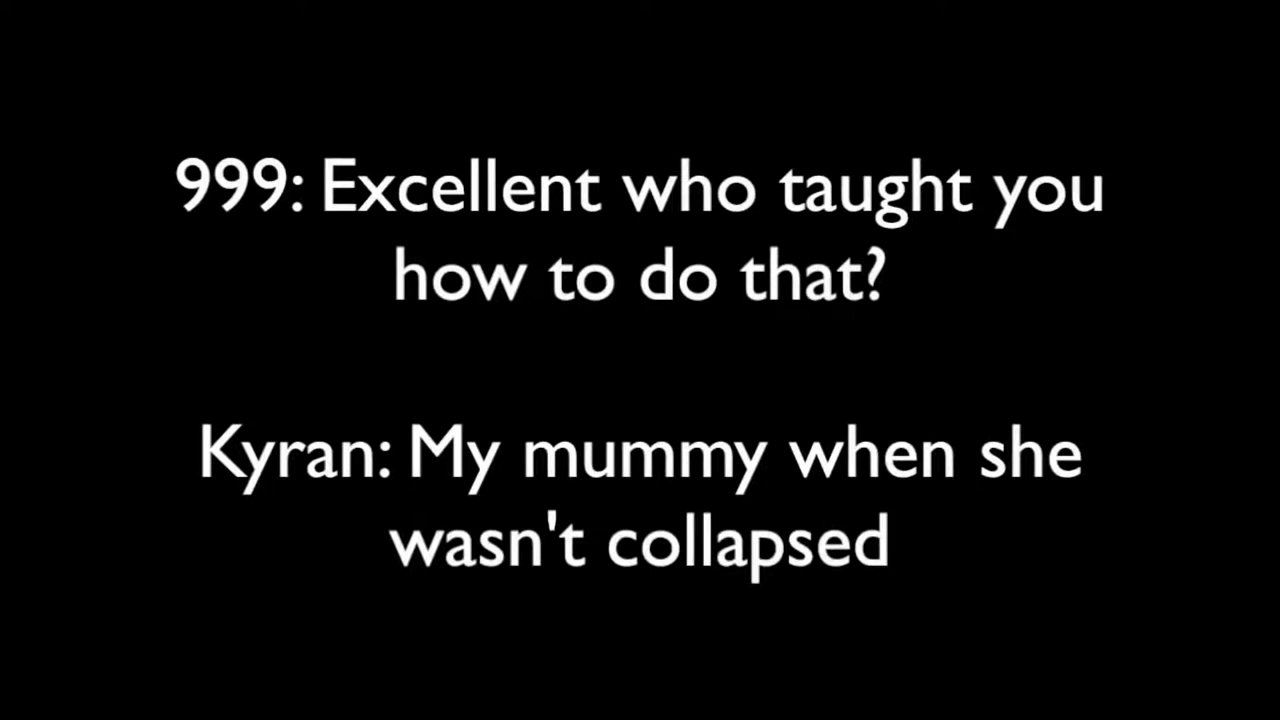 999: Excellent who taught you
how to do that?
Kyran: My mummy when she
wasn't collapsed